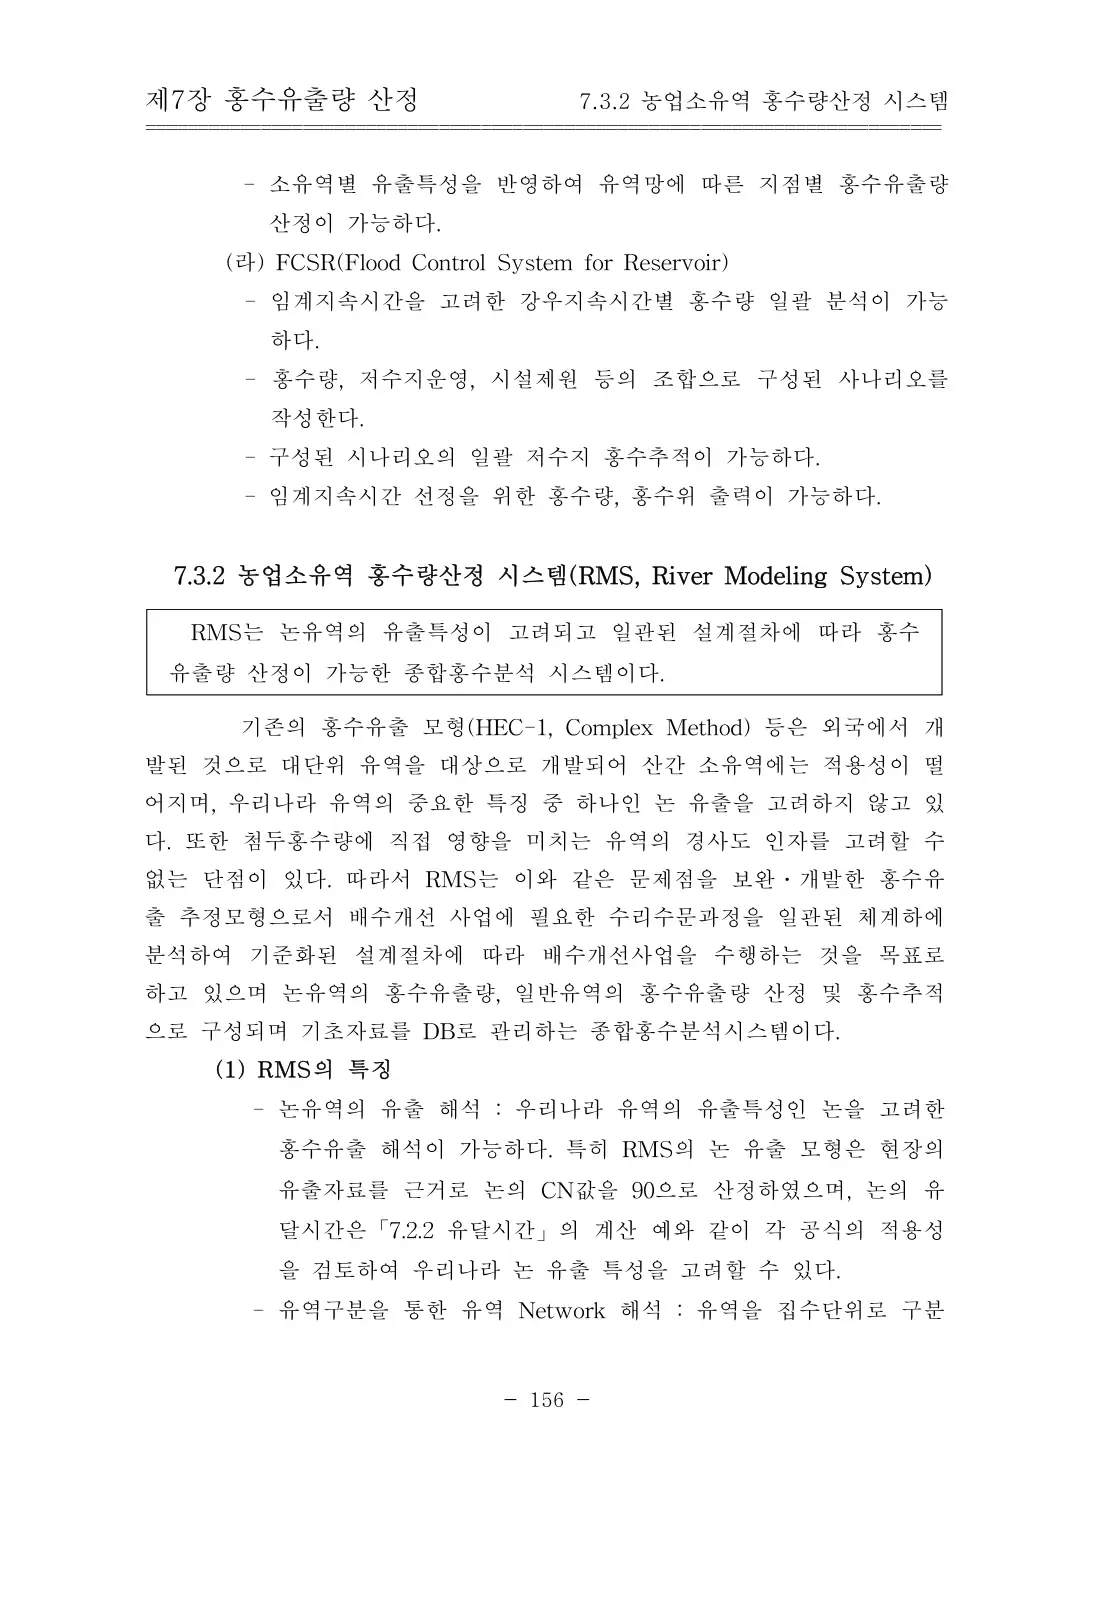 제7장 홍수유출량 산정
7.3.2 농업소유역 홍수량산정 시스템
- 소유역별 유출특성을 반영하여 유역망에 따른 지점별 홍수유출량
산정이 가능하다.
(라) FCSR(Flood Control System for Reservoir)
- 임계지속시간을 고려한 강우지속시간별 홍수량 일괄 분석이 가능
하다.
- 홍수량, 저수지운영, 시설제원 등의 조합으로 구성된 사나리오를
작성한다.
- 구성된 시나리오의 일괄 저수지 홍수추적이 가능하다.
- 임계지속시간 선정을 위한 홍수량, 홍수위 출력이 가능하다.
7.3.2 농업소유역 홍수량산정 시스템(RMS, River Modeling System)
RMS는 논유역의 유출특성이 고려되고 일관된 설계절차에 따라 홍수
유출량 산정이 가능한 종합홍수분석 시스템이다.
기존의 홍수유출 모형(HEC-1, Complex Method) 등은 외국에서 개
발된 것으로 대단위 유역을 대상으로 개발되어 산간 소유역에는 적용성이 떨
어지며, 우리나라 유역의 중요한 특징 중 하나인 논 유출을 고려하지 않고 있
다. 또한 첨두홍수량에 직접 영향을 미치는 유역의 경사도 인자를 고려할 수
없는 단점이 있다. 따라서 RMS는 이와 같은 문제점을 보완·개발한 홍수유
출 추정모형으로서 배수개선 사업에 필요한 수리수문과정을 일관된 체계하에
분석하여 기준화된 설계절차에 따라 배수개선사업을 수행하는 것을 목표로
하고 있으며 논유역의 홍수유출량, 일반유역의 홍수유출량 산정 및 홍수추적
으로 구성되며 기초자료를 DB로 관리하는 종합홍수분석시스템이다.
(1) RMS의 특징
- 논유역의 유출 해석 : 우리나라 유역의 유출특성인 논을 고려한
홍수유출 해석이 가능하다. 특히 RMS의 논 유출 모형은 현장의
유출자료를 근거로 논의 CN값을 90으로 산정하였으며, 논의 유
달시간은「7.2.2 유달시간」의 계산 예와 같이 각 공식의 적용성
을 검토하여 우리나라 논 유출 특성을 고려할 수 있다.
- 유역구분을 통한 유역 Network 해석 : 유역을 집수단위로 구분
- 156 -